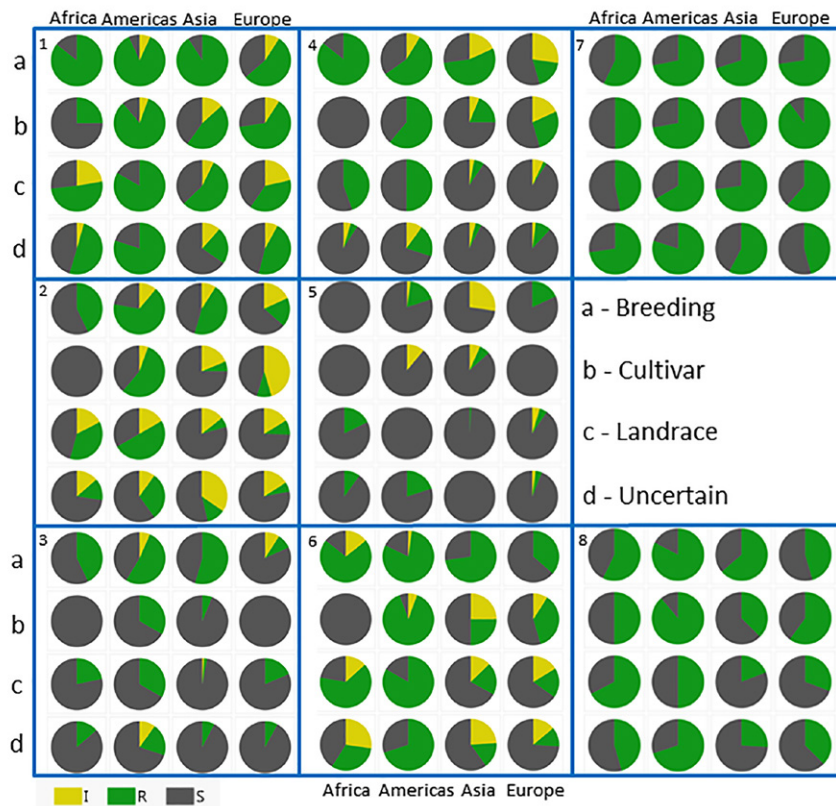 Africa Americas Asia Europe
Africa Americas Asia Europe
1
4
7
a
b
c
d
2
5
a - Breeding
b - Cultivar
c - Landrace
d - Uncertain
3
6
8
a
b
c
d
I R S
Africa Americas Asia Europe